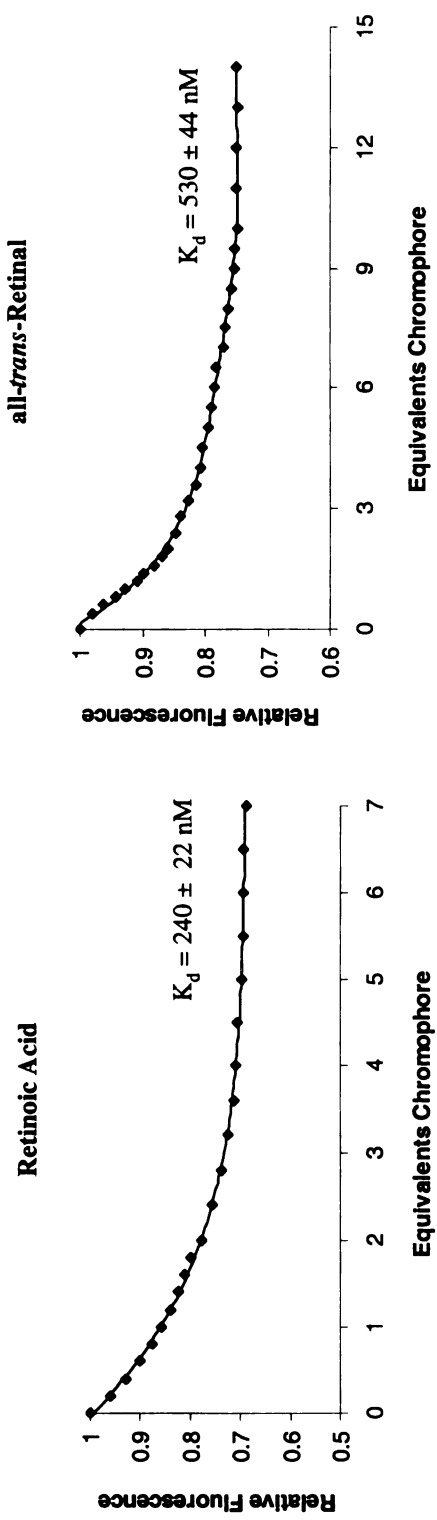 Retinoic Acid
Relative Fluorescence
1
0.9
0.8
0.7
0.6
0.5
K_d = 240 ± 22 nM
0 1 2 3 4 5 6 7
Equivalents Chromophore
all-trans-Retinal
Relative Fluorescence
1
0.9
0.8
0.7
0.6
K_d = 530 ± 44 nM
0 3 6 9 12 15
Equivalents Chromophore